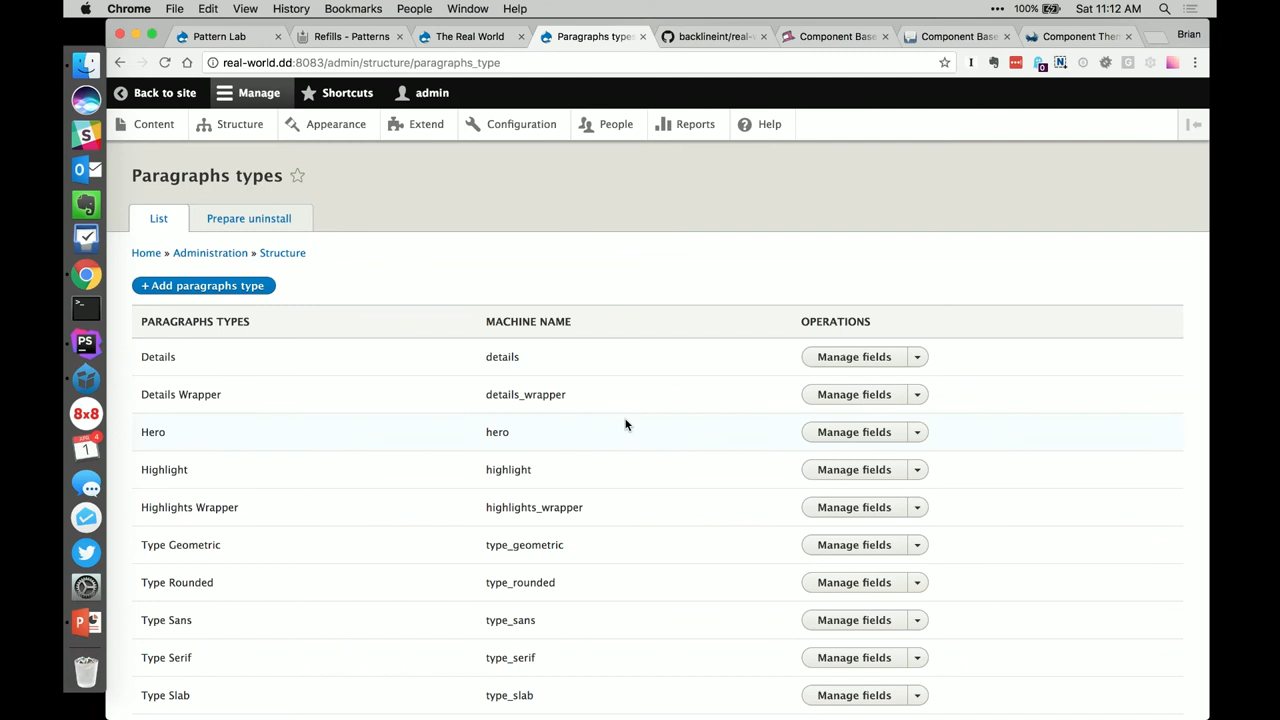 Chrome File Edit View History Bookmarks People Window Help 100% Sat 11:12 AM
Pattern Lab Refills - Patterns The Real World Paragraphs types backlineint/real- Component Base Component Base Component Them Brian
real-world.dd:8083/admin/structure/paragraphs_type
Back to site Manage Shortcuts admin
Content Structure Appearance Extend Configuration People Reports Help
Paragraphs types
List Prepare uninstall
Home » Administration » Structure
+ Add paragraphs type
PARAGRAPHS TYPES MACHINE NAME OPERATIONS
Details details Manage fields
Details Wrapper details_wrapper Manage fields
Hero hero Manage fields
Highlight highlight Manage fields
Highlights Wrapper highlights_wrapper Manage fields
Type Geometric type_geometric Manage fields
Type Rounded type_rounded Manage fields
Type Sans type_sans Manage fields
Type Serif type_serif Manage fields
Type Slab type_slab Manage fields
PS
8x8
APR 4
1
P